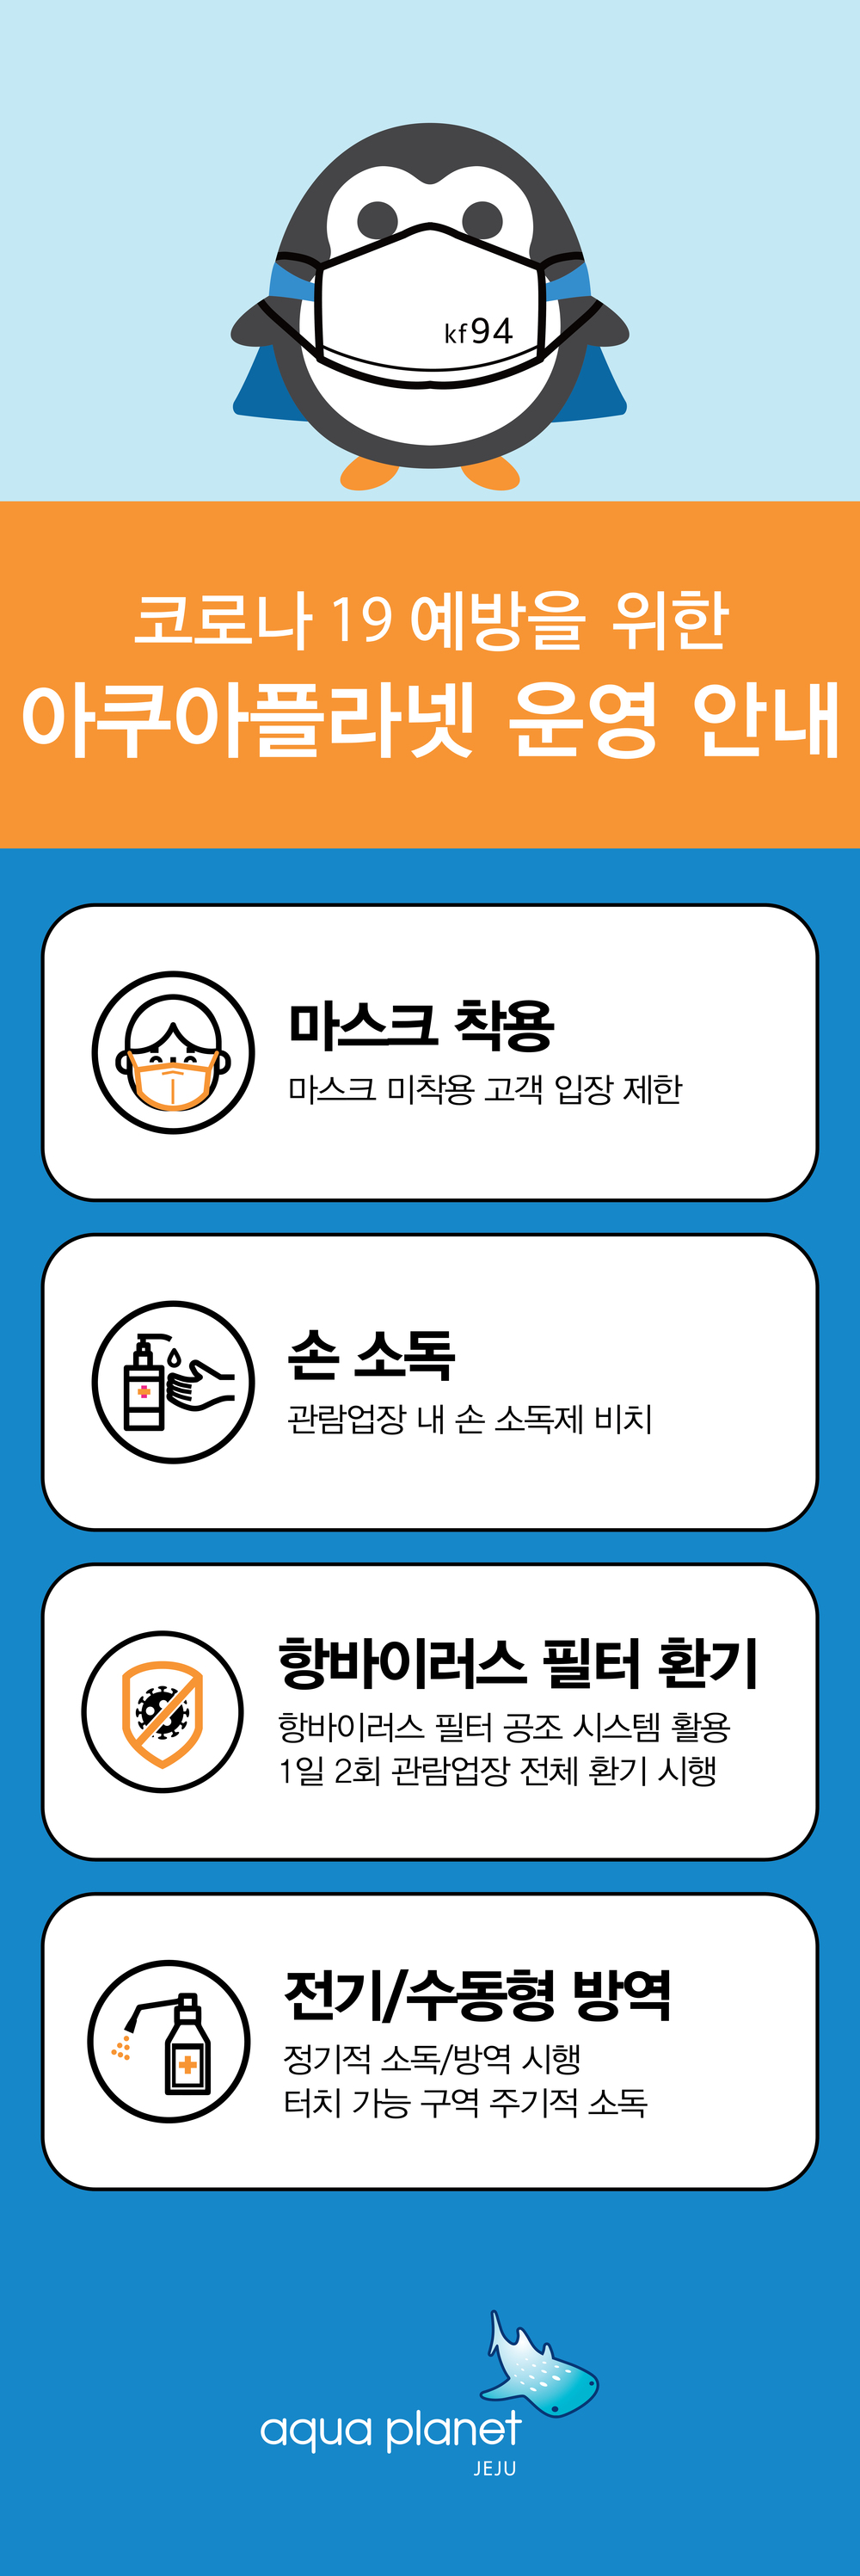 kf94
코로나 19 예방을 위한
아쿠아플라넷 운영 안내
마스크 착용
마스크 미착용 고객 입장 제한
손 소독
관람업장 내 손 소독제 비치
항바이러스 필터 환기
항바이러스 필터 공조 시스템 활용
1일 2회 관람업장 전체 환기 시행
전기/수동형 방역
정기적 소독/방역 시행
터치 가능 구역 주기적 소독
aqua planet
JEJU